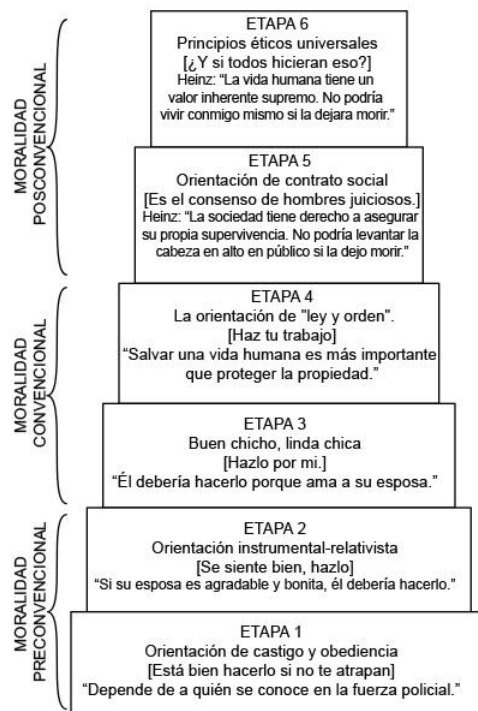 ETAPA 6
Principios éticos universales
[¿Y si todos hicieran eso?]
Heinz: “La vida humana tiene un
valor inherente supremo. No podría
vivir conmigo mismo si la dejara morir.”
MORALIDAD
POSCONVENCIONAL
ETAPA 5
Orientación de contrato social
[Es el consenso de hombres juiciosos.]
Heinz: “La sociedad tiene derecho a asegurar
su propia supervivencia. No podría levantar la
cabeza en alto en público si la dejo morir.”
ETAPA 4
La orientación de "ley y orden".
[Haz tu trabajo]
“Salvar una vida humana es más importante
que proteger la propiedad.”
MORALIDAD
CONVENCIONAL
ETAPA 3
Buen chicho, linda chica
[Hazlo por mi.]
“Él debería hacerlo porque ama a su esposa.”
ETAPA 2
Orientación instrumental-relativista
[Se siente bien, hazlo]
“Si su esposa es agradable y bonita, él debería hacerlo.”
MORALIDAD
PRECONVENCIONAL
ETAPA 1
Orientación de castigo y obediencia
[Está bien hacerlo si no te atrapan]
“Depende de a quién se conoce en la fuerza policial.”